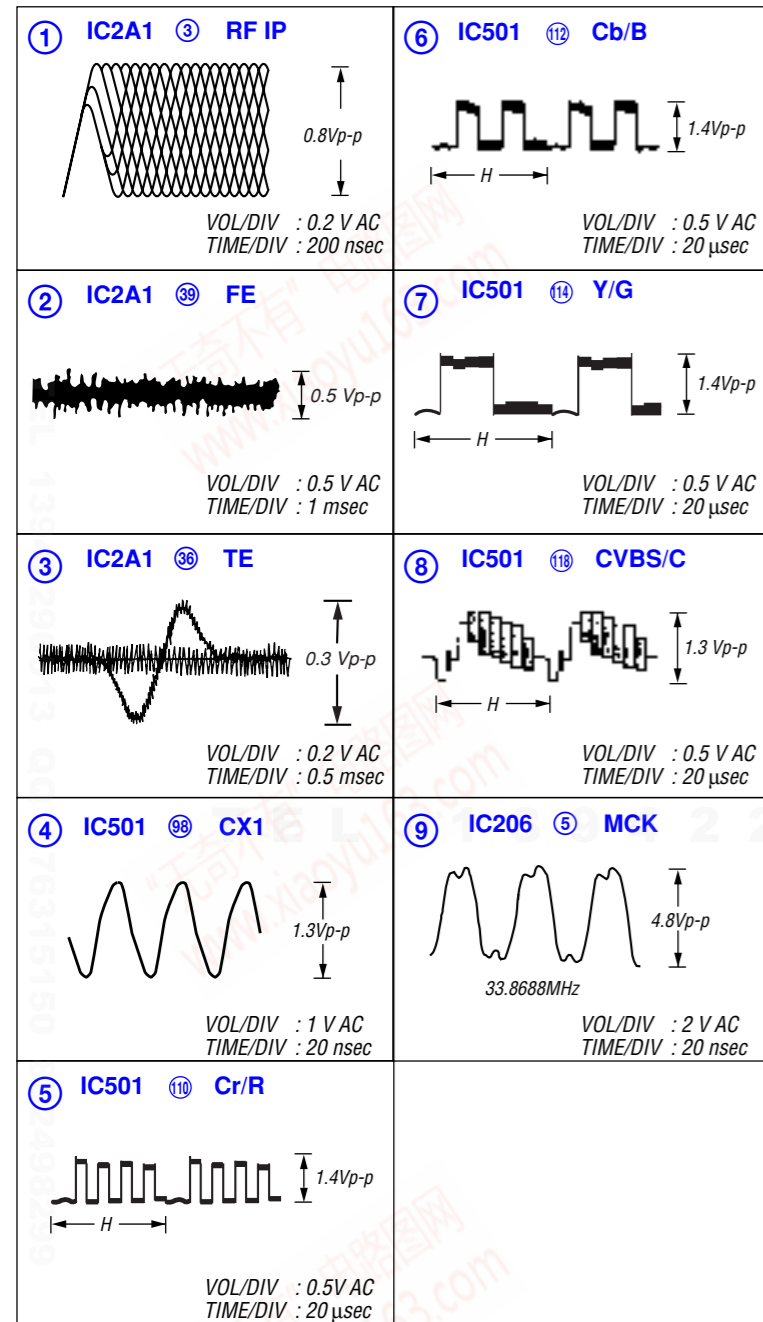 ① IC2A1 ③ RF IP
0.8Vp-p
VOL/DIV : 0.2 V AC
TIME/DIV : 200 nsec
② IC2A1 ㊴ FE
0.5 Vp-p
VOL/DIV : 0.5 V AC
TIME/DIV : 1 msec
③ IC2A1 ㊱ TE
0.3 Vp-p
VOL/DIV : 0.2 V AC
TIME/DIV : 0.5 msec
④ IC501 98 CX1
1.3Vp-p
VOL/DIV : 1 V AC
TIME/DIV : 20 nsec
⑤ IC501 110 Cr/R
1.4Vp-p
H
VOL/DIV : 0.5V AC
TIME/DIV : 20 µsec
⑥ IC501 112 Cb/B
1.4Vp-p
H
VOL/DIV : 0.5 V AC
TIME/DIV : 20 µsec
⑦ IC501 114 Y/G
1.4Vp-p
H
VOL/DIV : 0.5 V AC
TIME/DIV : 20 µsec
⑧ IC501 118 CVBS/C
1.3 Vp-p
H
VOL/DIV : 0.5 V AC
TIME/DIV : 20 µsec
⑨ IC206 ⑤ MCK
4.8Vp-p
33.8688MHz
VOL/DIV : 2 V AC
TIME/DIV : 20 nsec